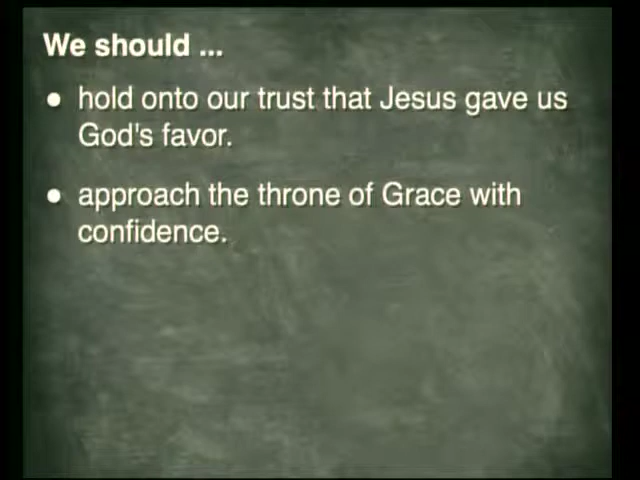 We should ...
● hold onto our trust that Jesus gave us
God's favor.
● approach the throne of Grace with
confidence.